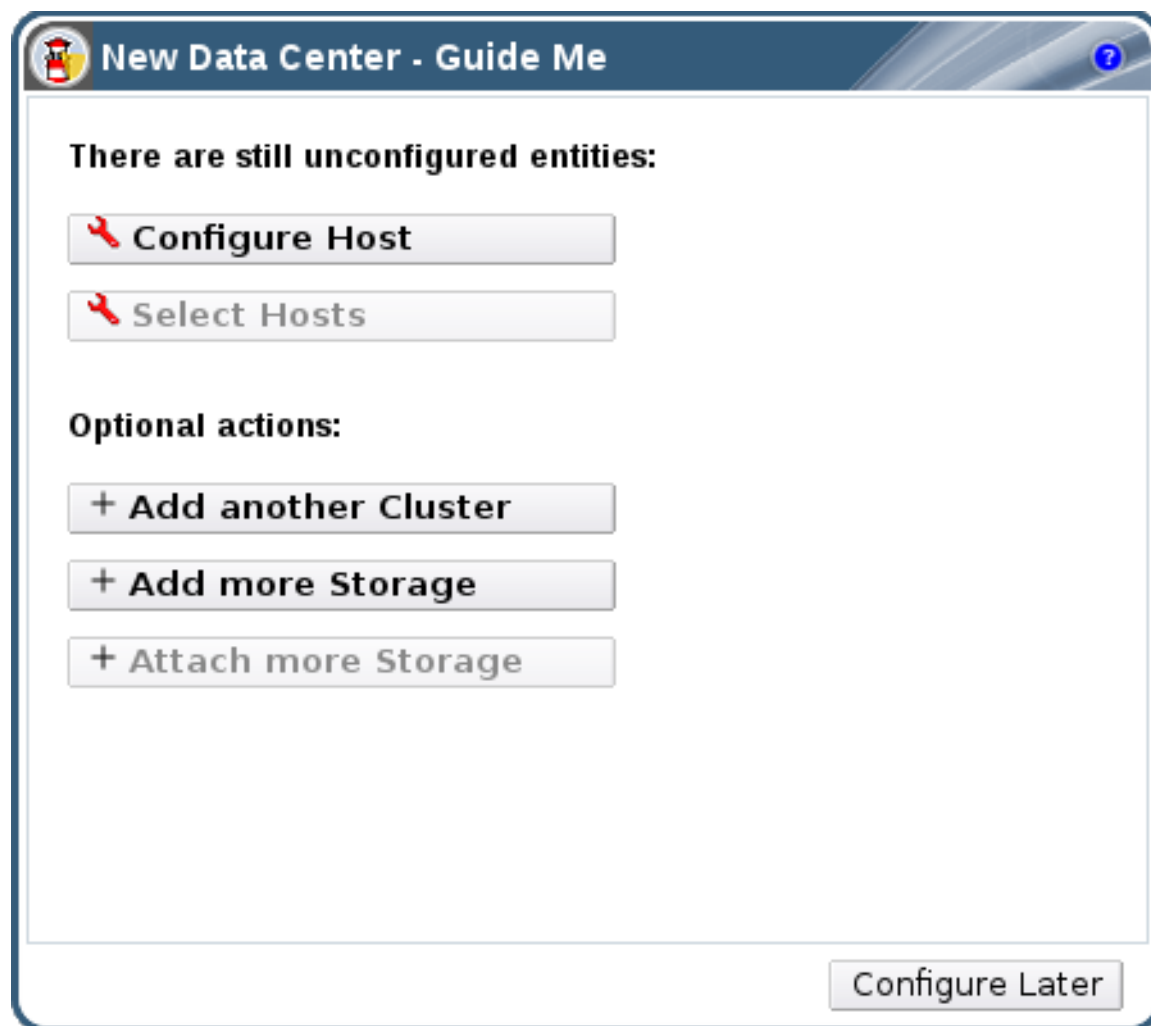 New Data Center - Guide Me
?
There are still unconfigured entities:
Configure Host
Select Hosts
Optional actions:
+ Add another Cluster
+ Add more Storage
+ Attach more Storage
Configure Later